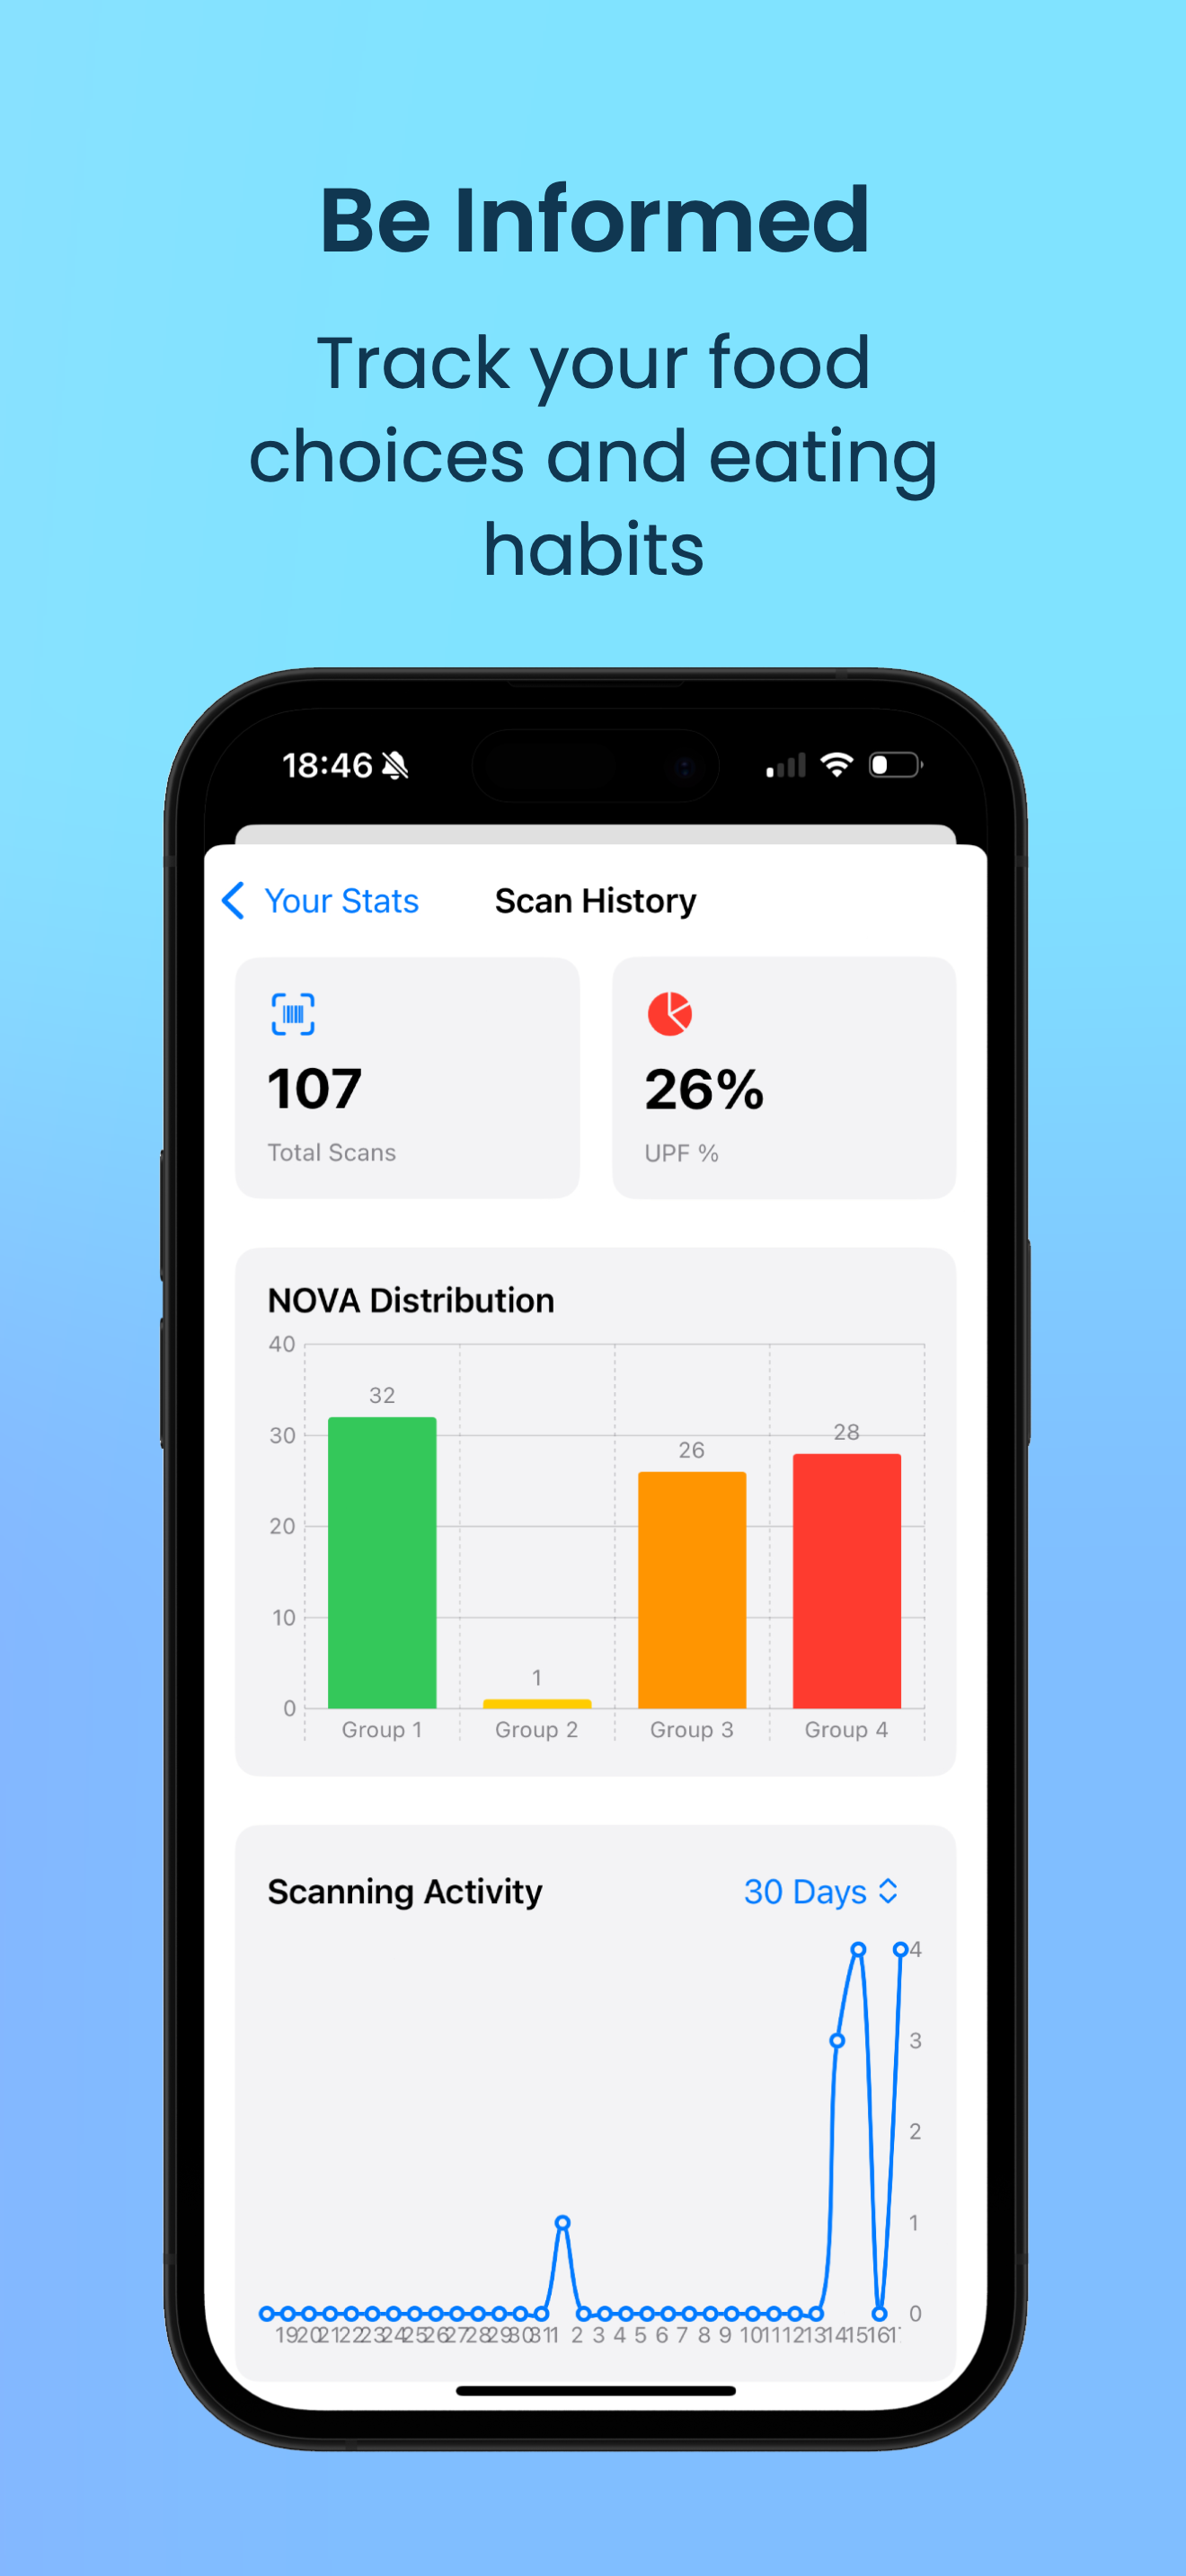 Be Informed
Track your food
choices and eating
habits
18:46
Your Stats
Scan History
107
Total Scans
26%
UPF %
NOVA Distribution
40
30
20
10
0
32
1
26
28
Group 1
Group 2
Group 3
Group 4
Scanning Activity
30 Days
4
3
2
1
0
19 20 21 22 23 24 25 26 27 28 29 30 31 1 2 3 4 5 6 7 8 9 10 11 12 13 14 15 16